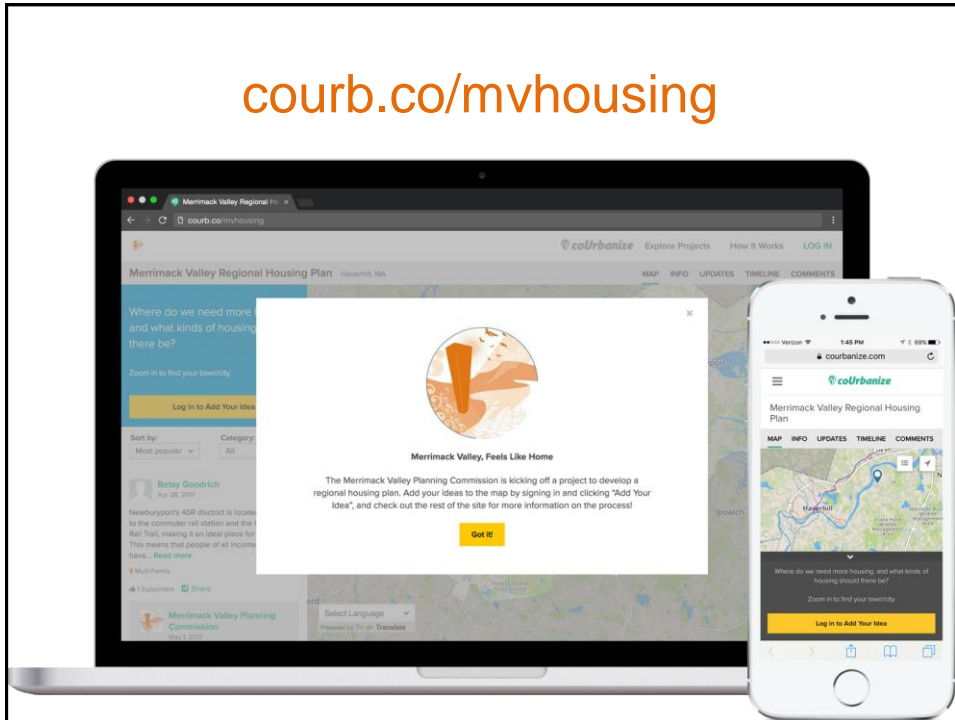 courb.co/mvhousing
Merrimack Valley Regional Ho
courb.co/mvhousing
coUrbanize Explore Projects How It Works LOG IN
Merrimack Valley Regional Housing Plan Haverhill, MA
MAP INFO UPDATES TIMELINE COMMENTS
Where do we need more
and what kinds of housing
there be?
Zoom in to find your town/city
Log in to Add Your Idea
Sort by: Category:
Most popular All
Betsy Goodrich
Apr 28, 2017
Newburyport's 40R disctrict is locate
to the commuter rail station and the
Rail Trail, making it an ideal place for
This means that people of all income
have... Read more
Multi-Family
1 Supporters Share
Merrimack Valley Planning
Commission
May 1, 2017
Merrimack Valley, Feels Like Home
The Merrimack Valley Planning Commission is kicking off a project to develop a
regional housing plan. Add your ideas to the map by signing in and clicking "Add Your
Idea", and check out the rest of the site for more information on the process!
Got it!
Ipswich
Select Language
Powered by Google Translate
Verizon 1:45 PM 69%
courbanize.com
coUrbanize
Merrimack Valley Regional Housing
Plan
MAP INFO UPDATES TIMELINE COMMENTS
Haverhill
Where do we need more housing, and what kinds of
housing should there be?
Zoom in to find your town/city
Log in to Add Your Idea